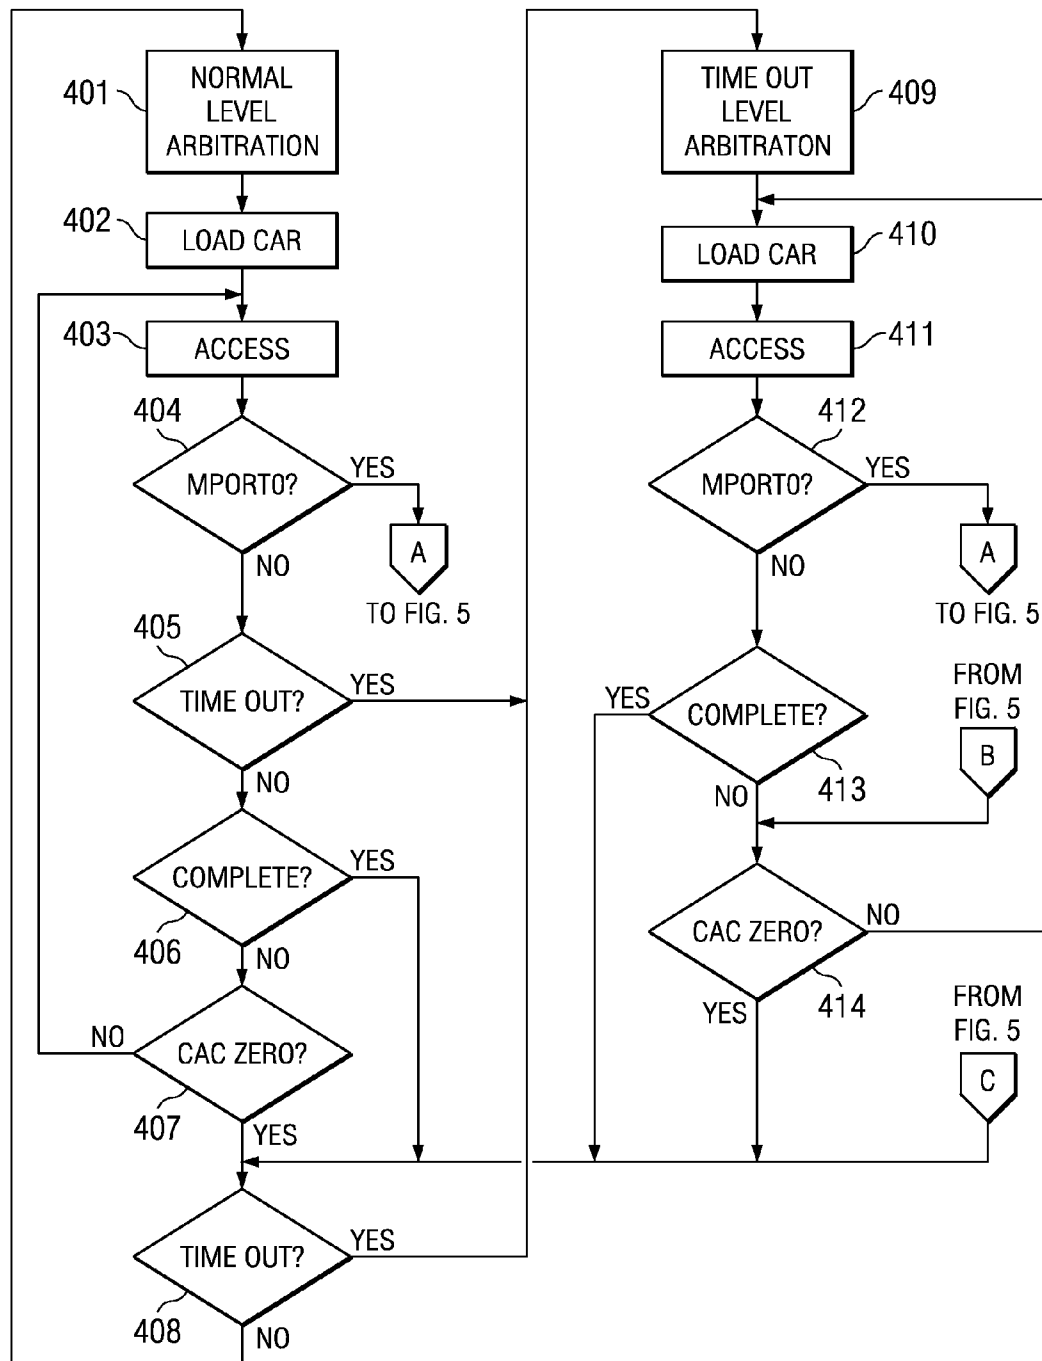 401
NORMAL
LEVEL
ARBITRATION
402
LOAD CAR
403
ACCESS
404
MPORT0?
YES
NO
A
TO FIG. 5
405
TIME OUT?
YES
NO
COMPLETE?
YES
406
NO
NO
CAC ZERO?
407
YES
TIME OUT?
YES
408
NO
TIME OUT
LEVEL
ARBITRATON
409
LOAD CAR
410
ACCESS
411
412
MPORT0?
YES
NO
A
TO FIG. 5
YES
COMPLETE?
413
NO
FROM
FIG. 5
B
CAC ZERO?
NO
414
YES
FROM
FIG. 5
C